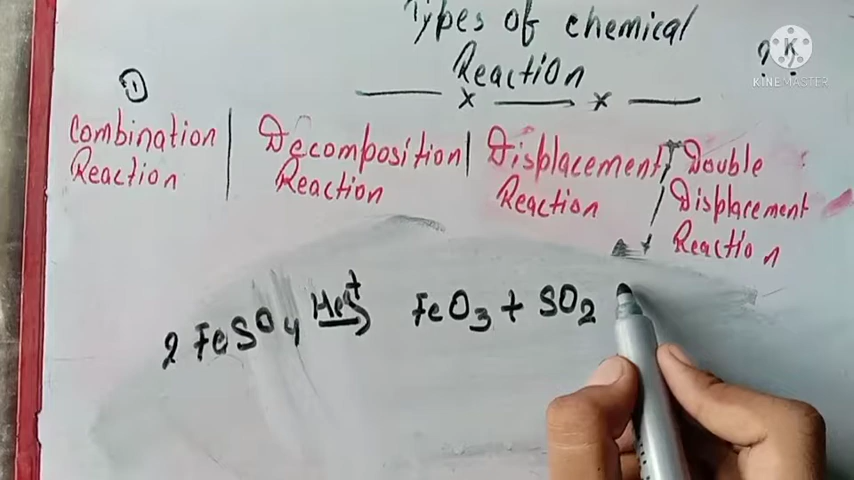 Types of chemical
Reaction
? K ?
KINEMASTER
1
Combination
Reaction
Decomposition
Reaction
Displacement
Reaction
Double
Displacement
Reaction
2 FeSO4 Heat → FeO3 + SO2